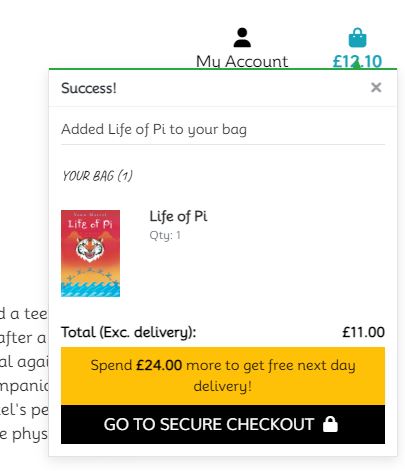 My Account
£12.10
Success!
×
Added Life of Pi to your bag
YOUR BAG (1)
Yann Martel
Life of Pi
Life of Pi
Qty: 1
d a tee
after a
al agai
mpanio
el's pe
e phys
Total (Exc. delivery):
£11.00
Spend £24.00 more to get free next day
delivery!
GO TO SECURE CHECKOUT